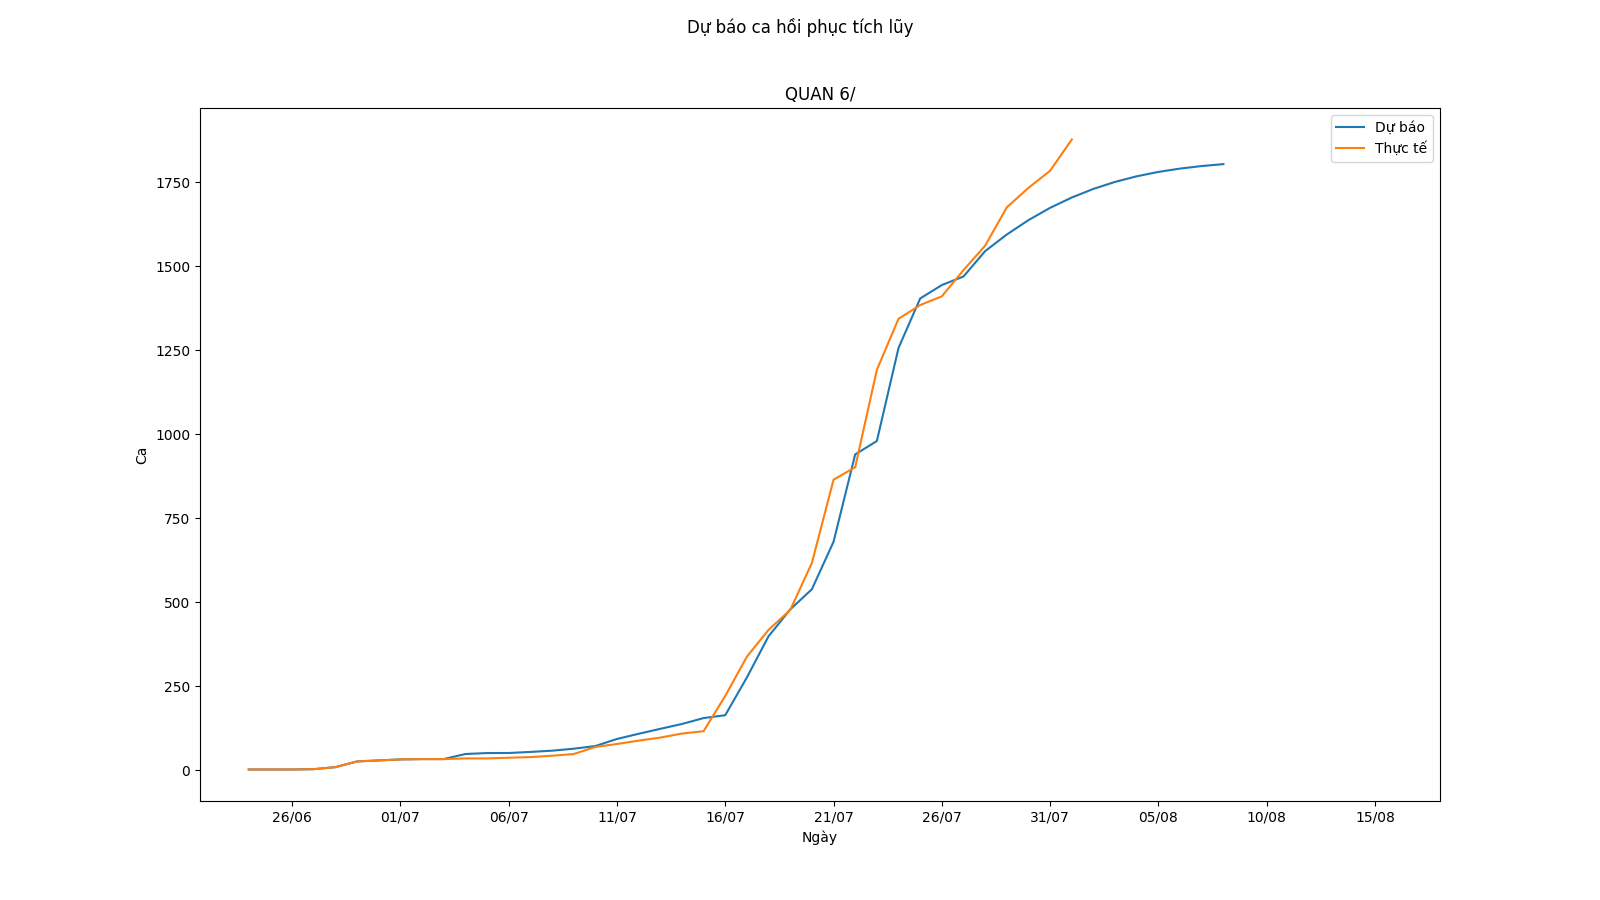 Dự báo ca hồi phục tích lũy
QUAN 6/
Dự báo
Thực tế
1750
1500
1250
1000
750
500
250
0
Ca
26/06 01/07 06/07 11/07 16/07 21/07 26/07 31/07 05/08 10/08 15/08
Ngày